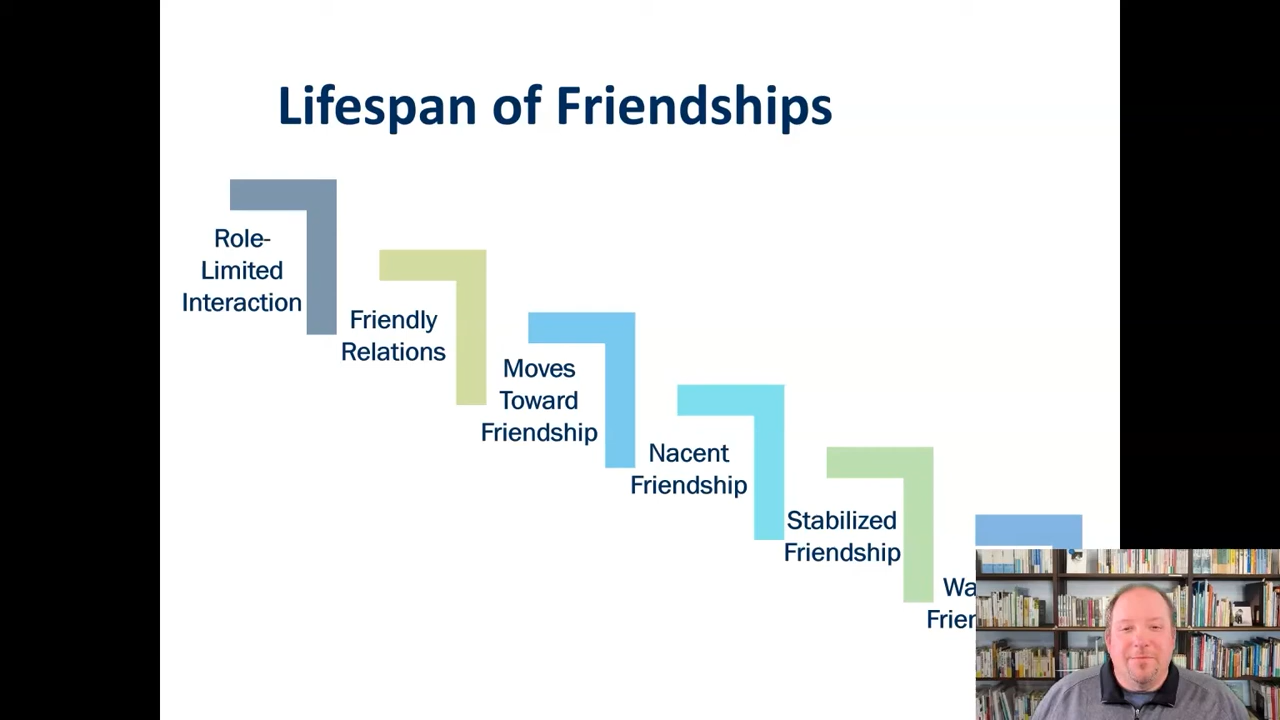 Lifespan of Friendships
Role-
Limited
Interaction
Friendly
Relations
Moves
Toward
Friendship
Nacent
Friendship
Stabilized
Friendship